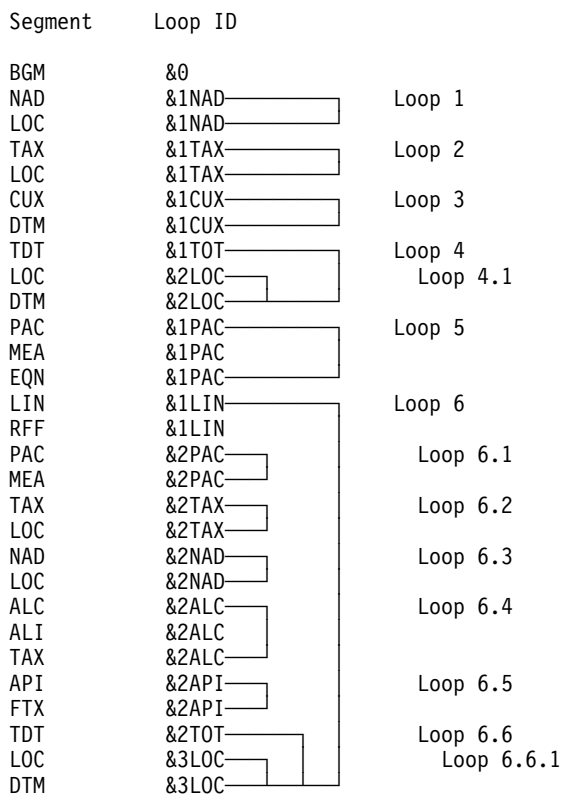 Segment Loop ID
BGM &0
NAD &1NAD Loop 1
LOC &1NAD
TAX &1TAX Loop 2
LOC &1TAX
CUX &1CUX Loop 3
DTM &1CUX
TDT &1TOT Loop 4
LOC &2LOC Loop 4.1
DTM &2LOC
PAC &1PAC Loop 5
MEA &1PAC
EQN &1PAC
LIN &1LIN Loop 6
RFF &1LIN
PAC &2PAC Loop 6.1
MEA &2PAC
TAX &2TAX Loop 6.2
LOC &2TAX
NAD &2NAD Loop 6.3
LOC &2NAD
ALC &2ALC Loop 6.4
ALI &2ALC
TAX &2ALC
API &2API Loop 6.5
FTX &2API
TDT &2TOT Loop 6.6
LOC &3LOC Loop 6.6.1
DTM &3LOC